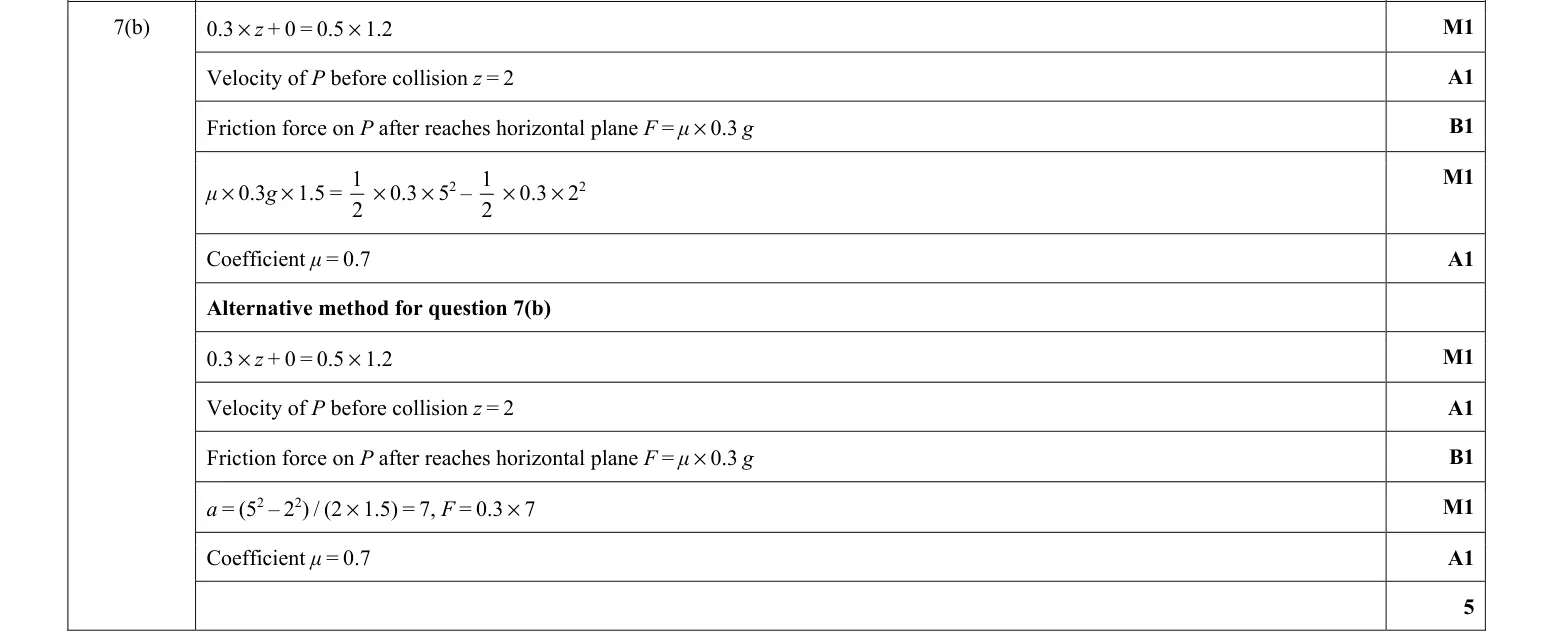 7(b)
0.3 × z + 0 = 0.5 × 1.2 M1
Velocity of P before collision z = 2 A1
Friction force on P after reaches horizontal plane F = μ × 0.3 g B1
μ × 0.3g × 1.5 = 1/2 × 0.3 × 5² – 1/2 × 0.3 × 2² M1
Coefficient μ = 0.7 A1
Alternative method for question 7(b)
0.3 × z + 0 = 0.5 × 1.2 M1
Velocity of P before collision z = 2 A1
Friction force on P after reaches horizontal plane F = μ × 0.3 g B1
a = (5² – 2²) / (2 × 1.5) = 7, F = 0.3 × 7 M1
Coefficient μ = 0.7 A1
5